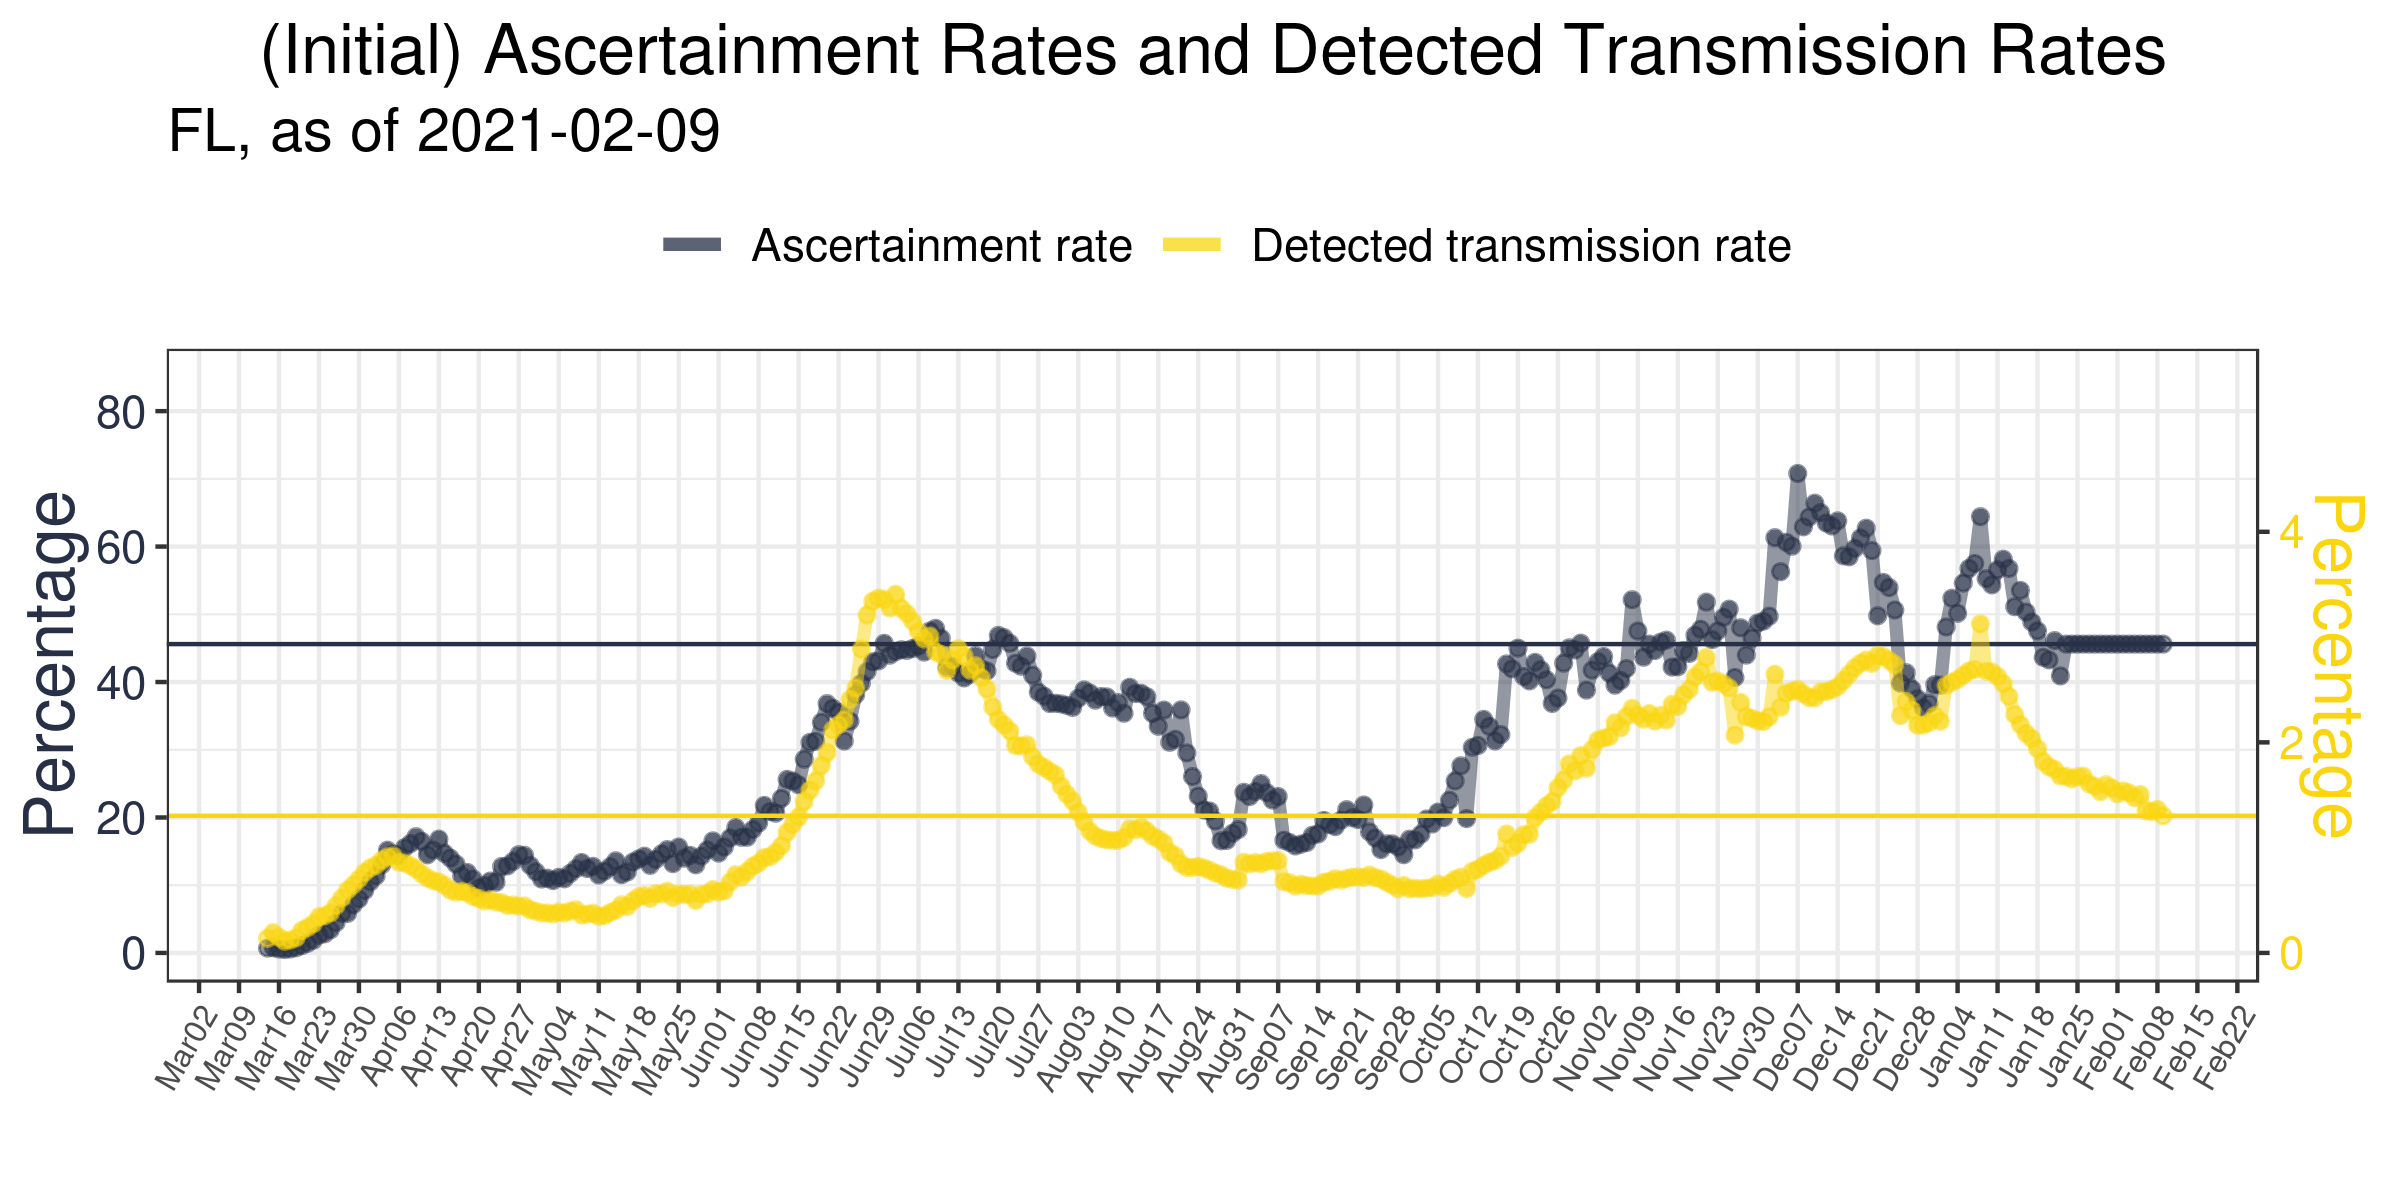 (Initial) Ascertainment Rates and Detected Transmission Rates
FL, as of 2021-02-09
Ascertainment rate
Detected transmission rate
Percentage
80
60
40
20
0
4
2
0
Percentage
Mar02
Mar09
Mar16
Mar23
Mar30
Apr06
Apr13
Apr20
Apr27
May04
May11
May18
May25
Jun01
Jun08
Jun15
Jun22
Jun29
Jul06
Jul13
Jul20
Jul27
Aug03
Aug10
Aug17
Aug24
Aug31
Sep07
Sep14
Sep21
Sep28
Oct05
Oct12
Oct19
Oct26
Nov02
Nov09
Nov16
Nov23
Nov30
Dec07
Dec14
Dec21
Dec28
Jan04
Jan11
Jan18
Jan25
Feb01
Feb08
Feb15
Feb22